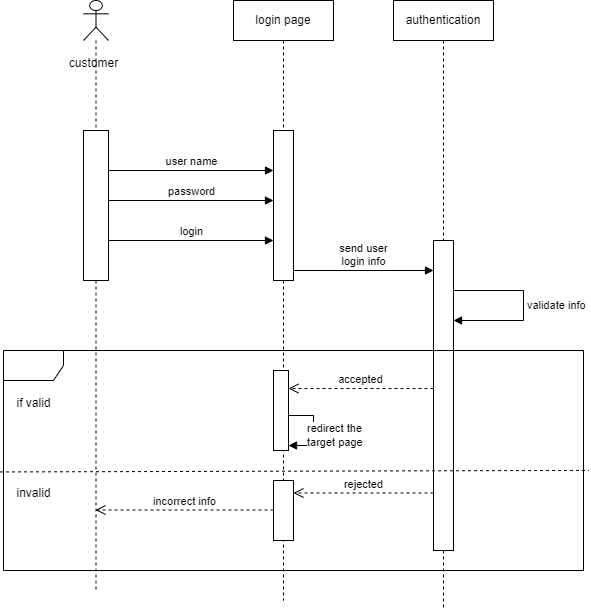 login page
authentication
customer
user name
password
login
send user
login info
validate info
accepted
if valid
redirect the
target page
rejected
invalid
incorrect info